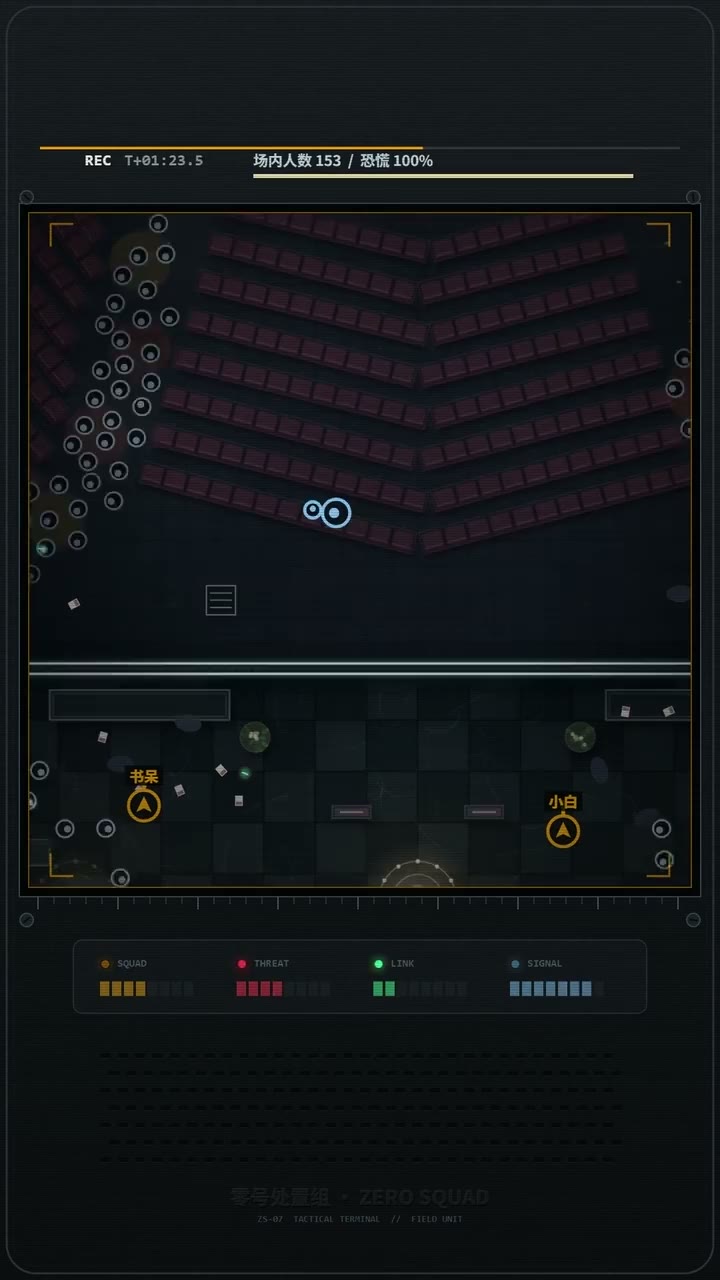 REC T+01:23.5 场内人数 153 / 恐慌 100%
书呆
小白
SQUAD THREAT LINK SIGNAL
零号处置组 · ZERO SQUAD
ZS-07 TACTICAL TERMINAL // FIELD UNIT